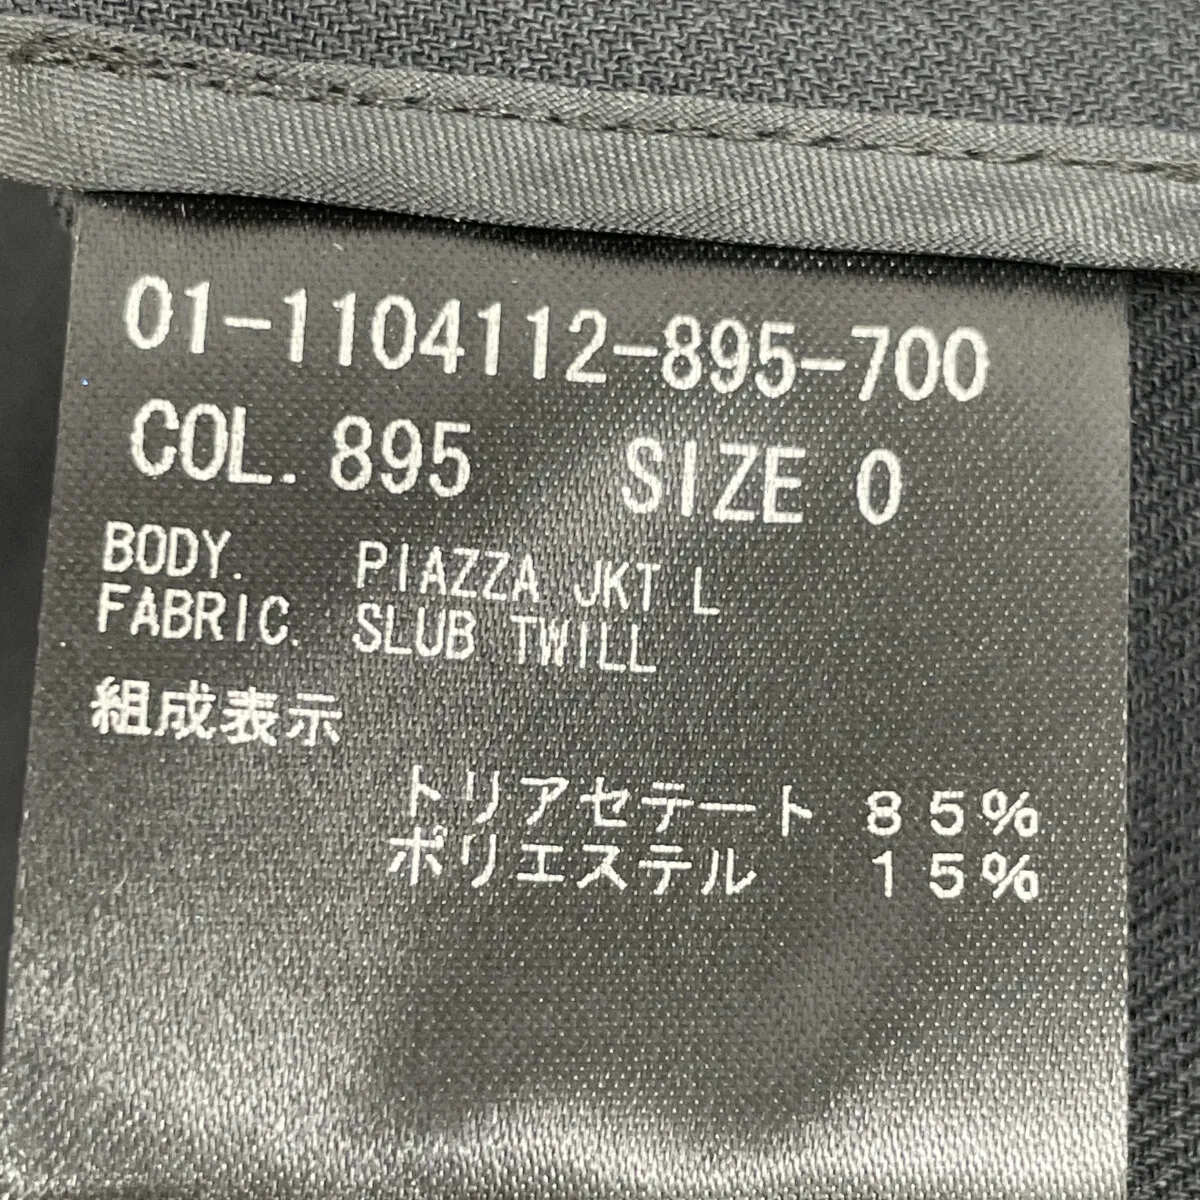 01-1104112-895-700
COL. 895 SIZE 0
BODY. PIAZZA JKT L
FABRIC. SLUB TWILL
組成表示
トリアセテート 85%
ポリエステル 15%